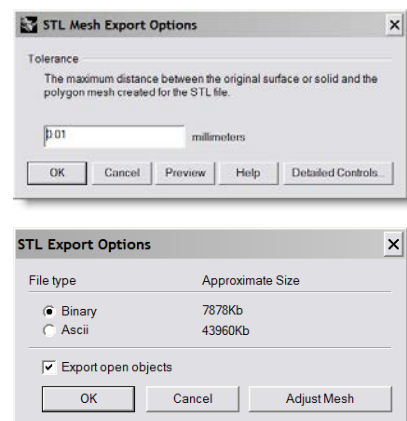 STL Mesh Export Options
Tolerance
The maximum distance between the original surface or solid and the
polygon mesh created for the STL file.
0.01 millimeters
OK Cancel Preview Help Detailed Controls...
STL Export Options
File type Approximate Size
Binary 7878Kb
Ascii 43960Kb
Export open objects
OK Cancel Adjust Mesh